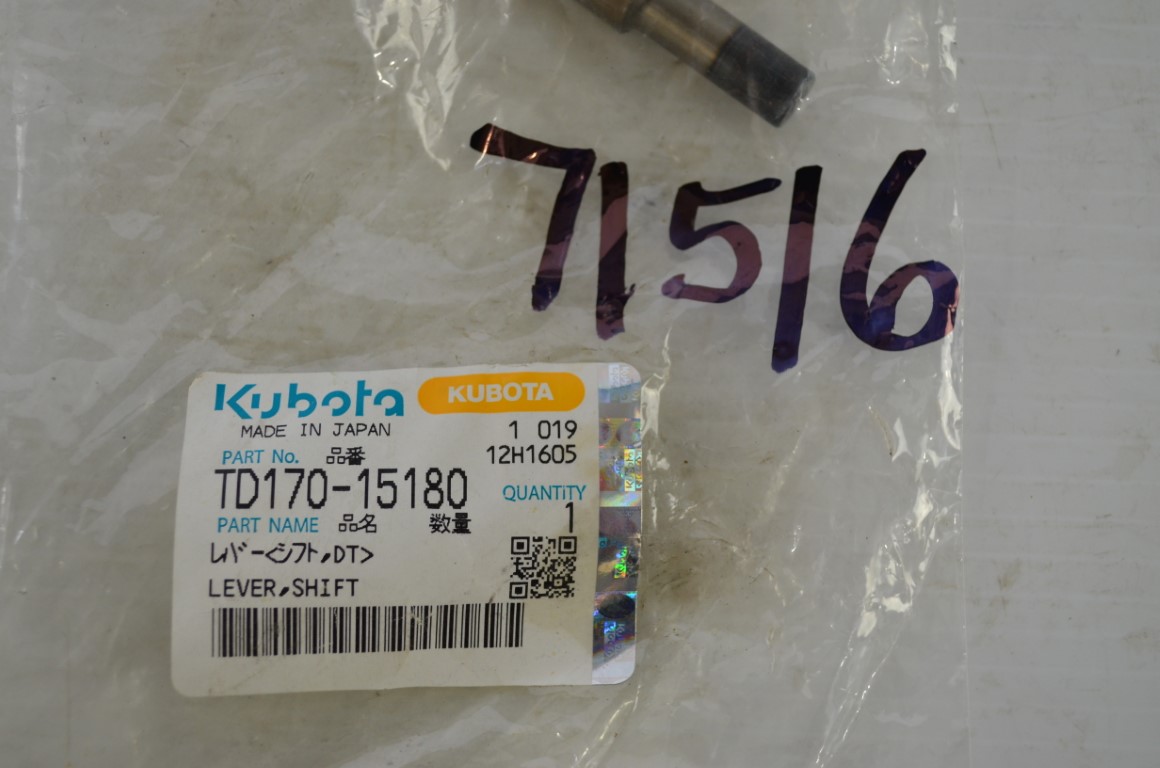 71516
Kubota KUBOTA
MADE IN JAPAN 1 019
PART No. 品番 12H1605
TD170-15180 QUANTiTY
PART NAME 品名 数量 1
レバー<シフト,DT>
LEVER,SHIFT